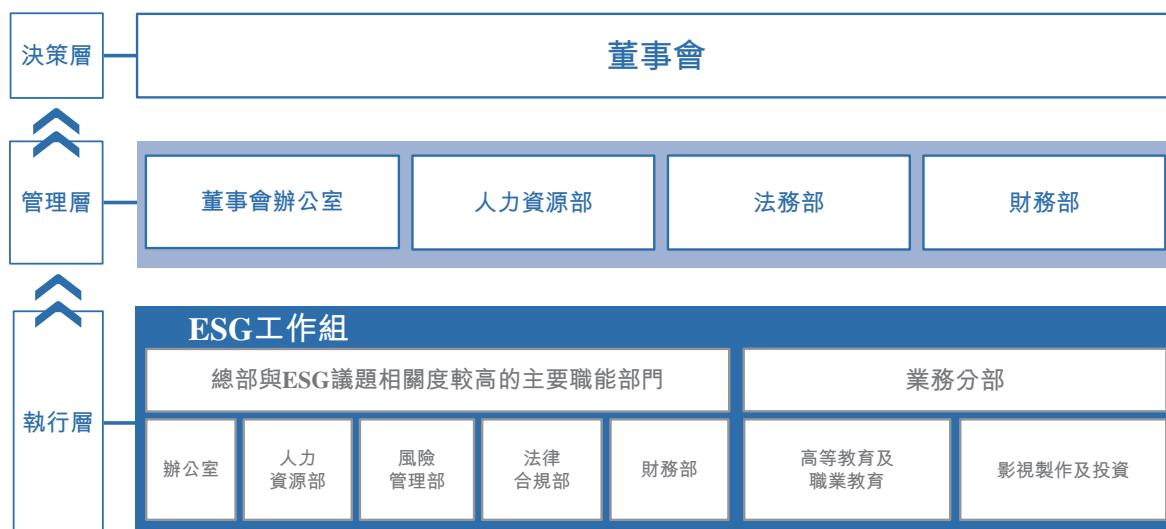 決策層
董事會
管理層
董事會辦公室
人力資源部
法務部
財務部
執行層
ESG工作組
總部與ESG議題相關度較高的主要職能部門
業務分部
辦公室
人力
資源部
風險
管理部
法律
合規部
財務部
高等教育及
職業教育
影視製作及投資